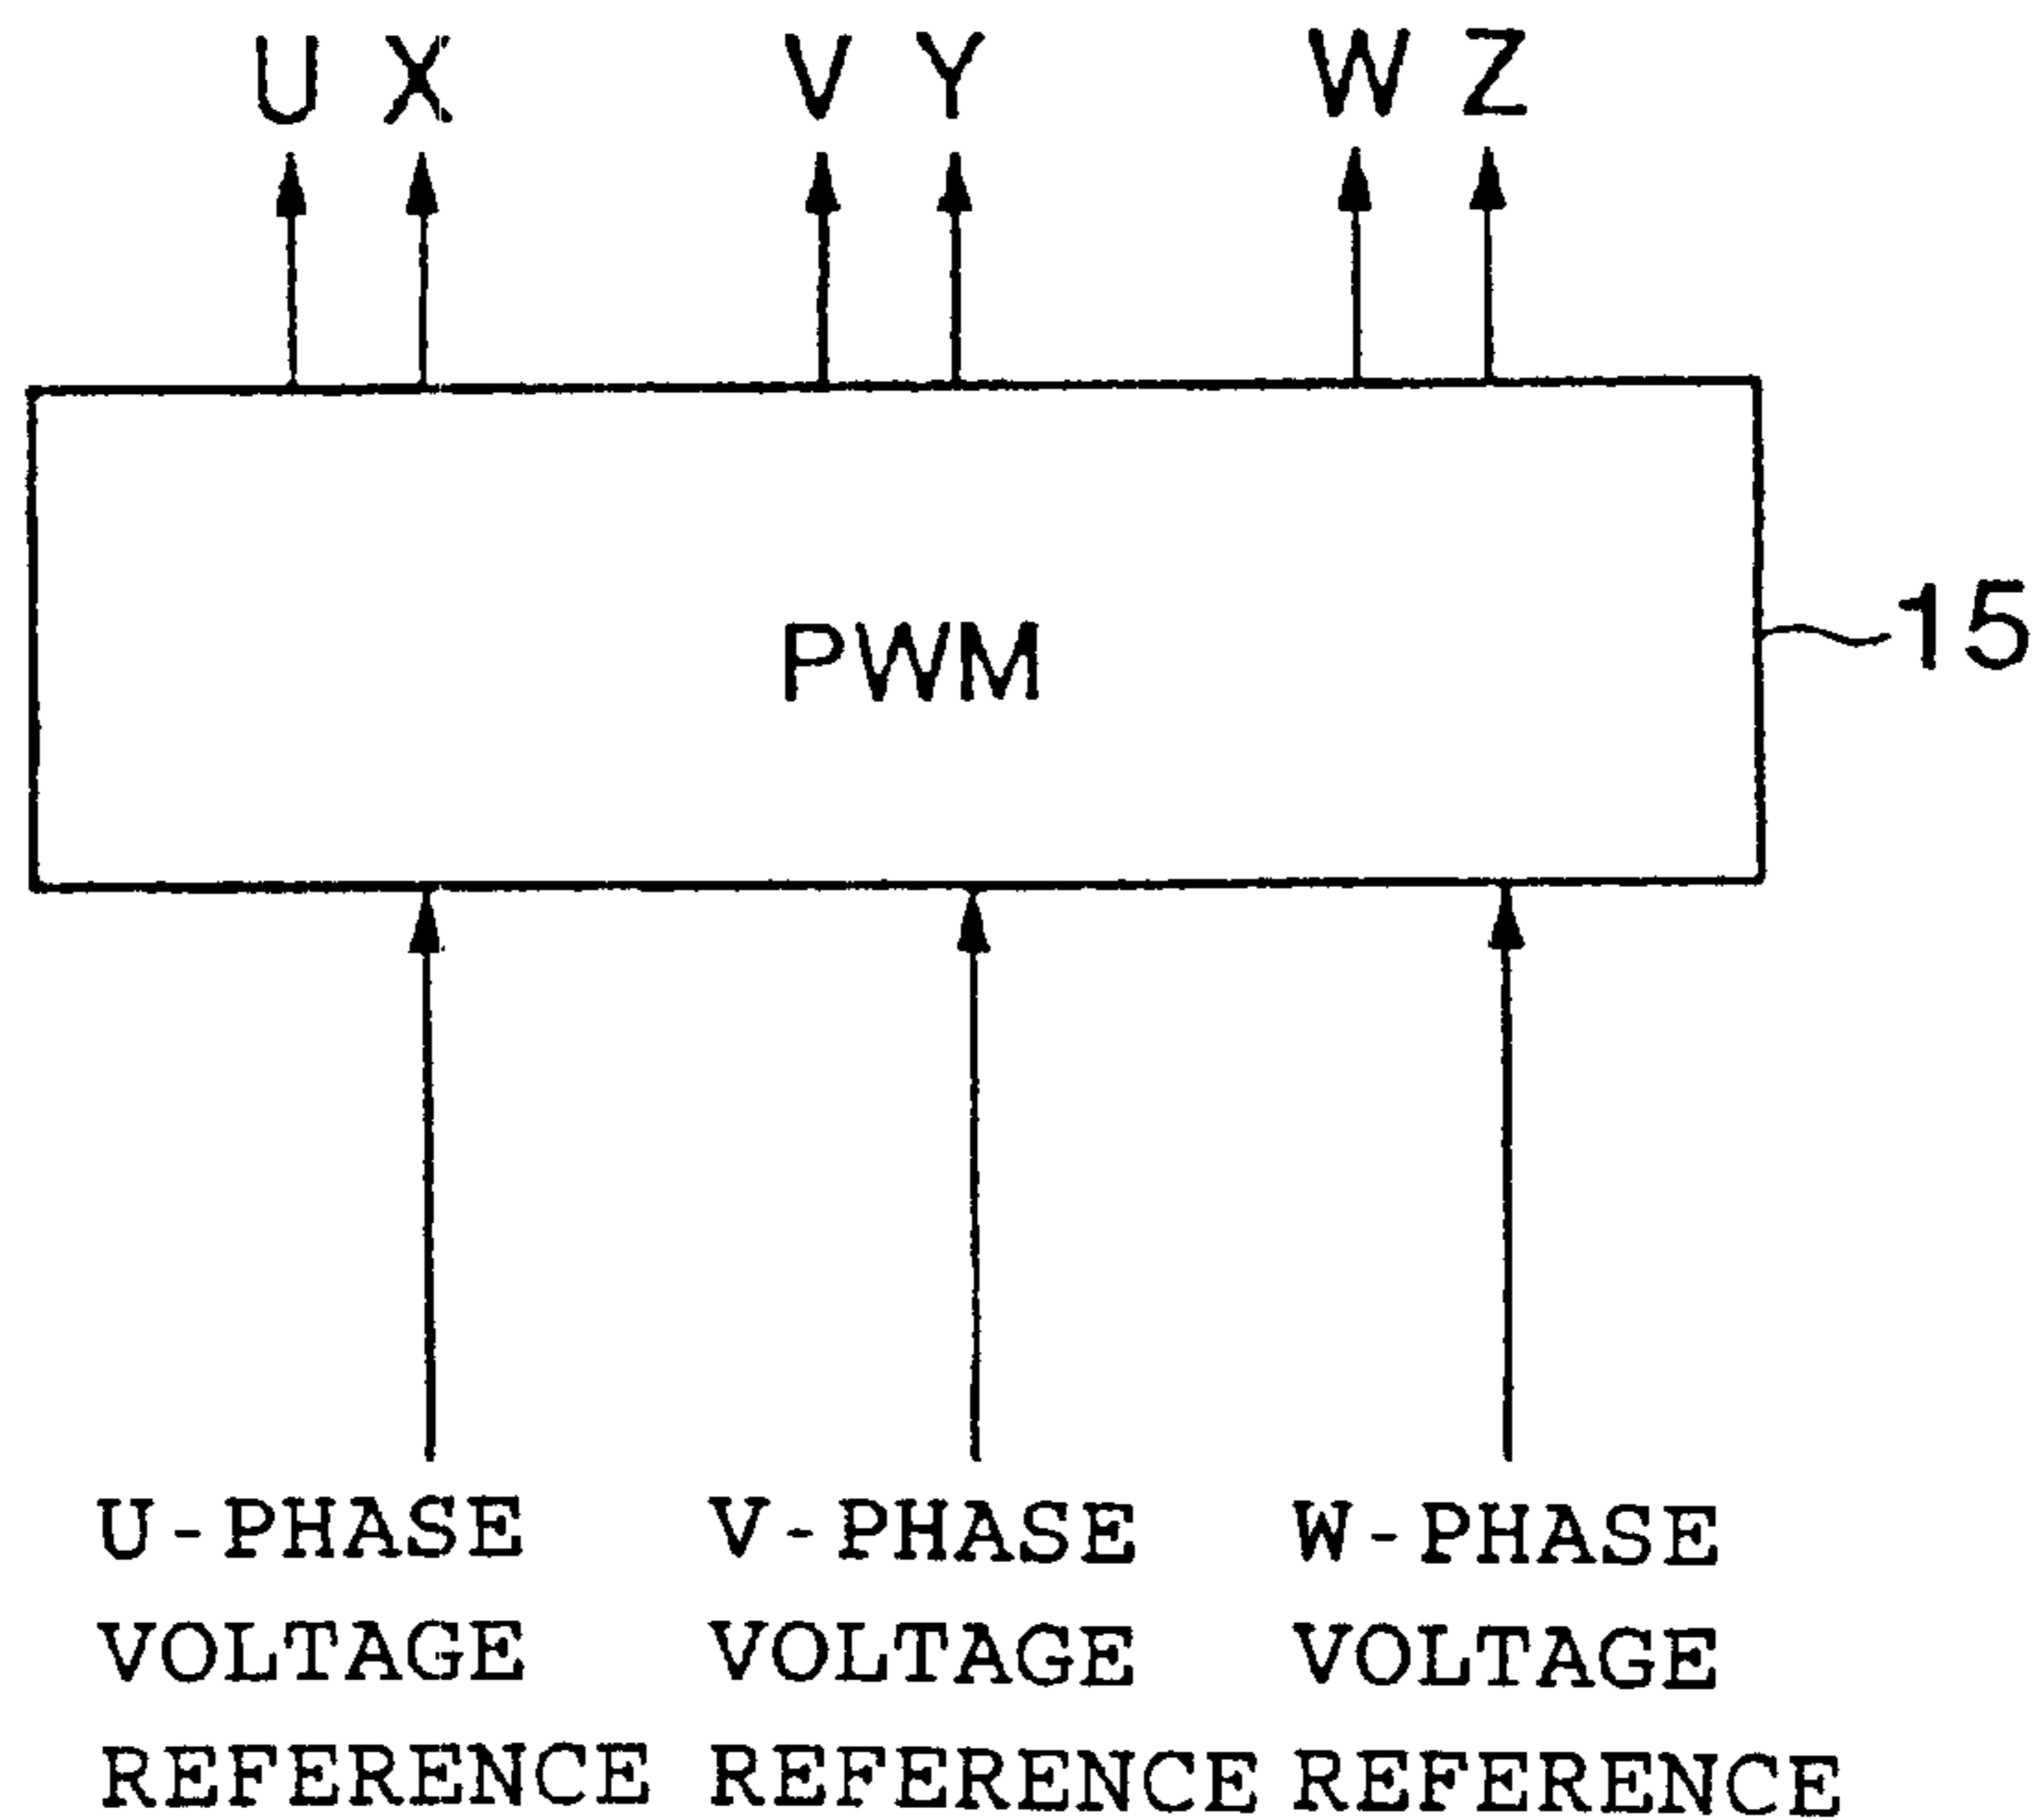 U X V Y W Z
PWM
15
U-PHASE
VOLTAGE
REFERENCE
V-PHASE
VOLTAGE
REFERENCE
W-PHASE
VOLTAGE
REFERENCE